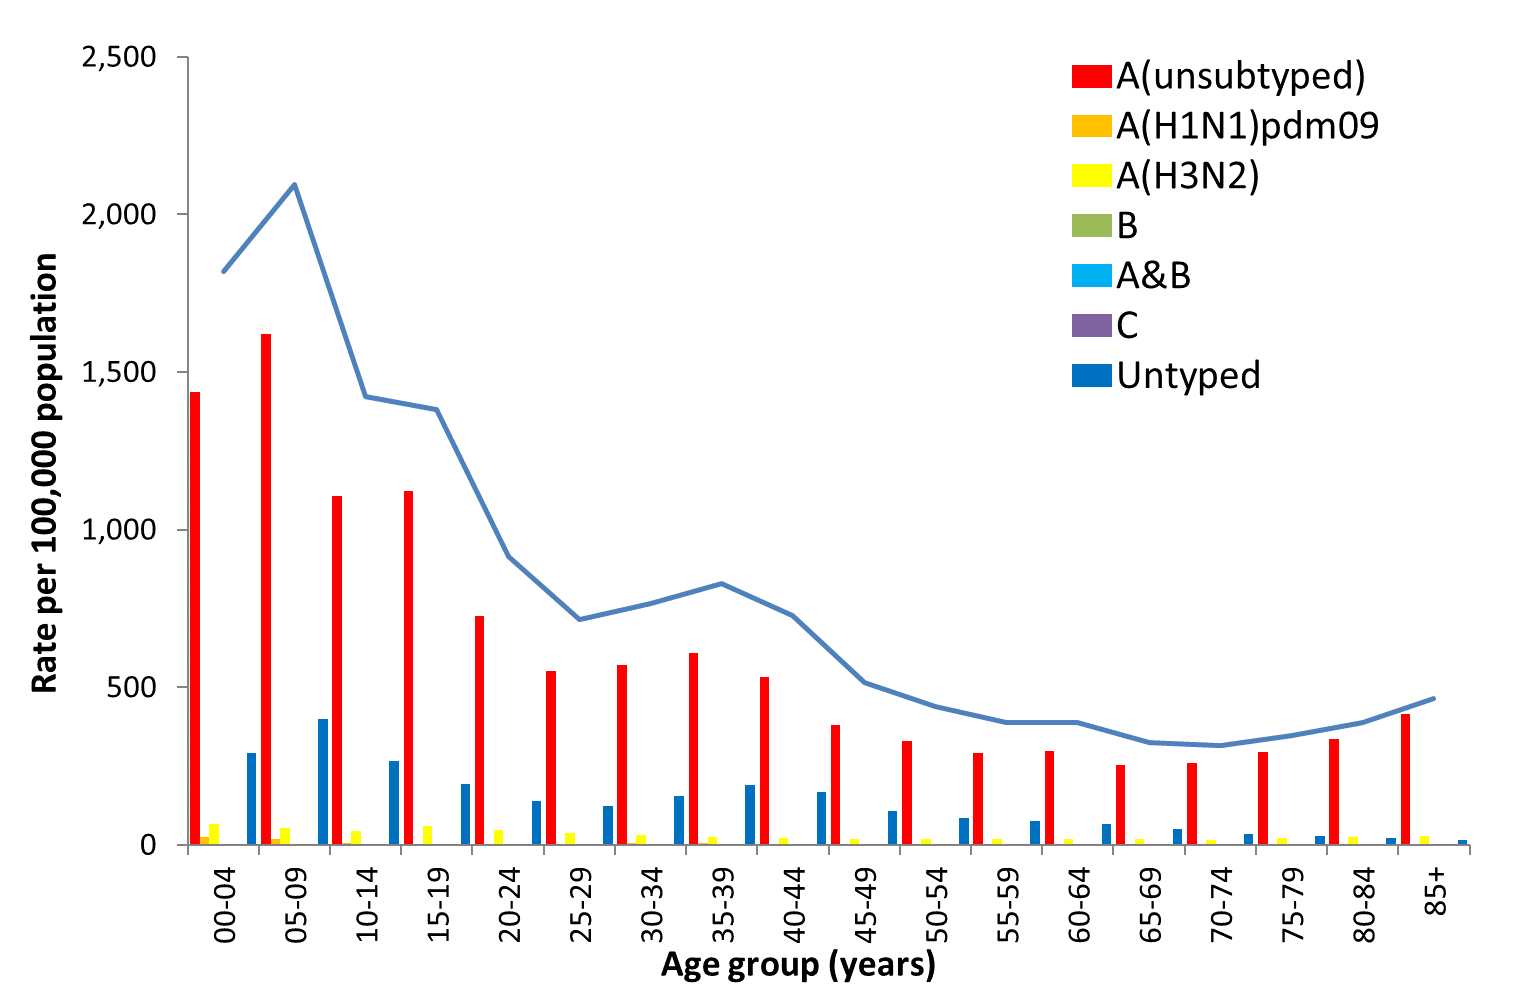 2,500
2,000
1,500
1,000
500
0
Rate per 100,000 population
A(unsubtyped)
A(H1N1)pdm09
A(H3N2)
B
A&B
C
Untyped
00-04
05-09
10-14
15-19
20-24
25-29
30-34
35-39
40-44
45-49
50-54
55-59
60-64
65-69
70-74
75-79
80-84
85+
Age group (years)